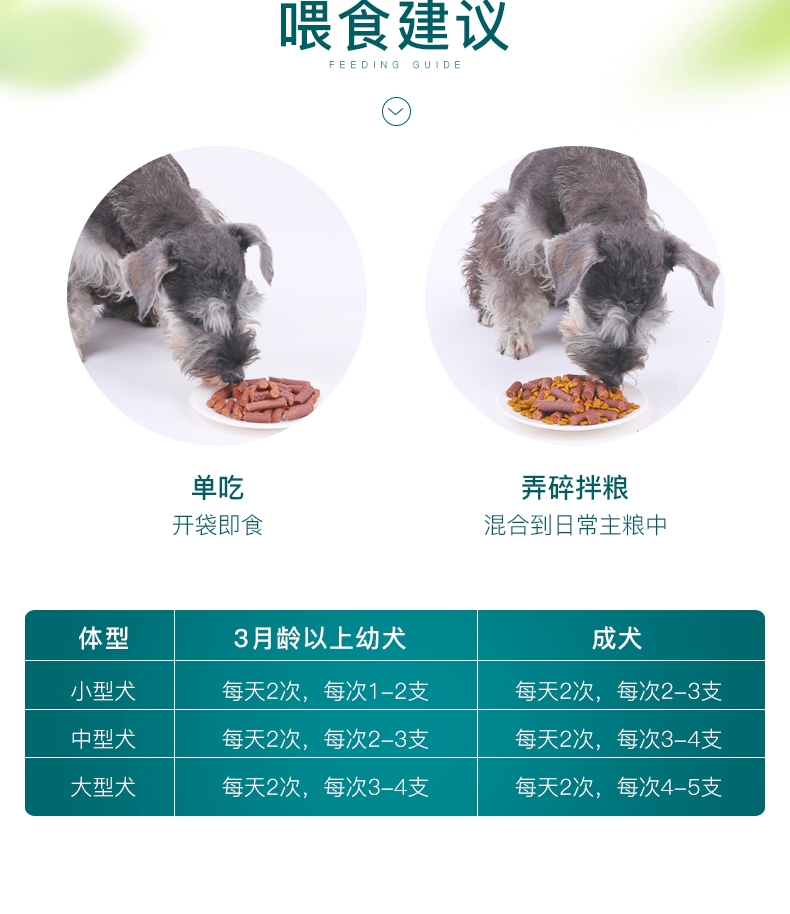 喂食建议
FEEDING GUIDE
单吃
弄碎拌粮
开袋即食
混合到日常主粮中
体型 3月龄以上幼犬 成犬
小型犬 每天2次，每次1-2支 每天2次，每次2-3支
中型犬 每天2次，每次2-3支 每天2次，每次3-4支
大型犬 每天2次，每次3-4支 每天2次，每次4-5支